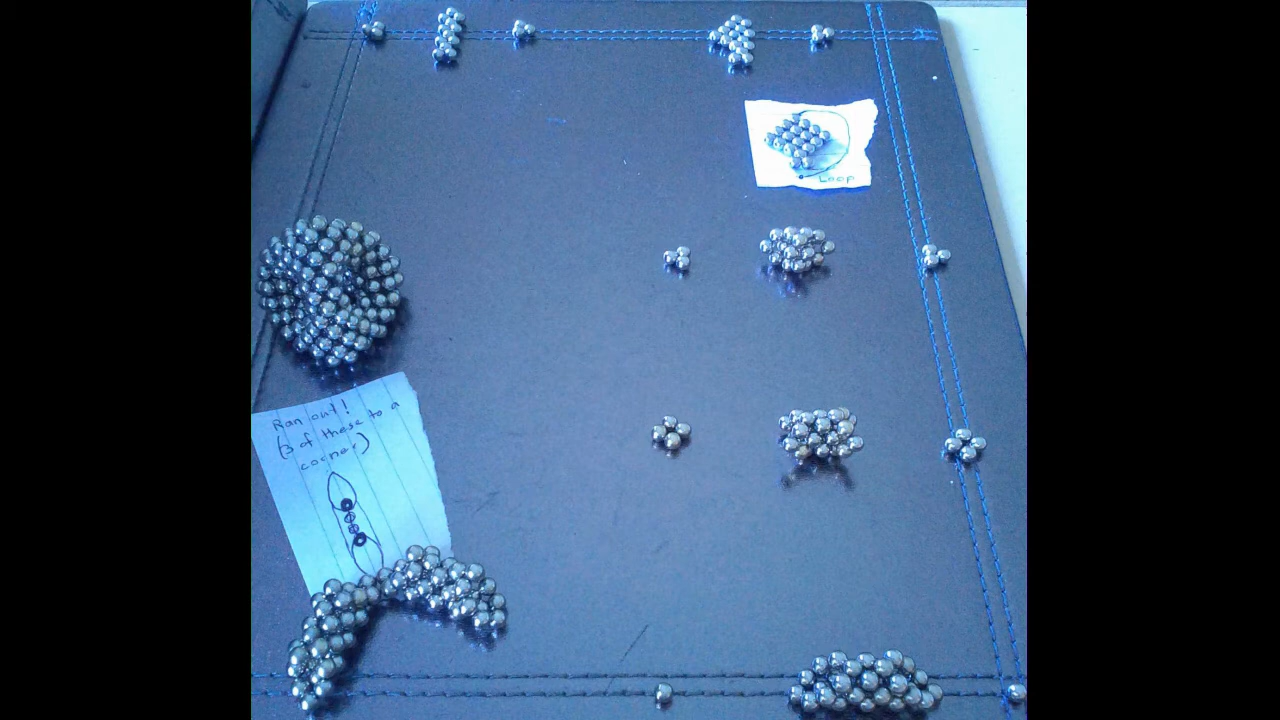 Loop
Ran out!
(3 of these to a
corner)